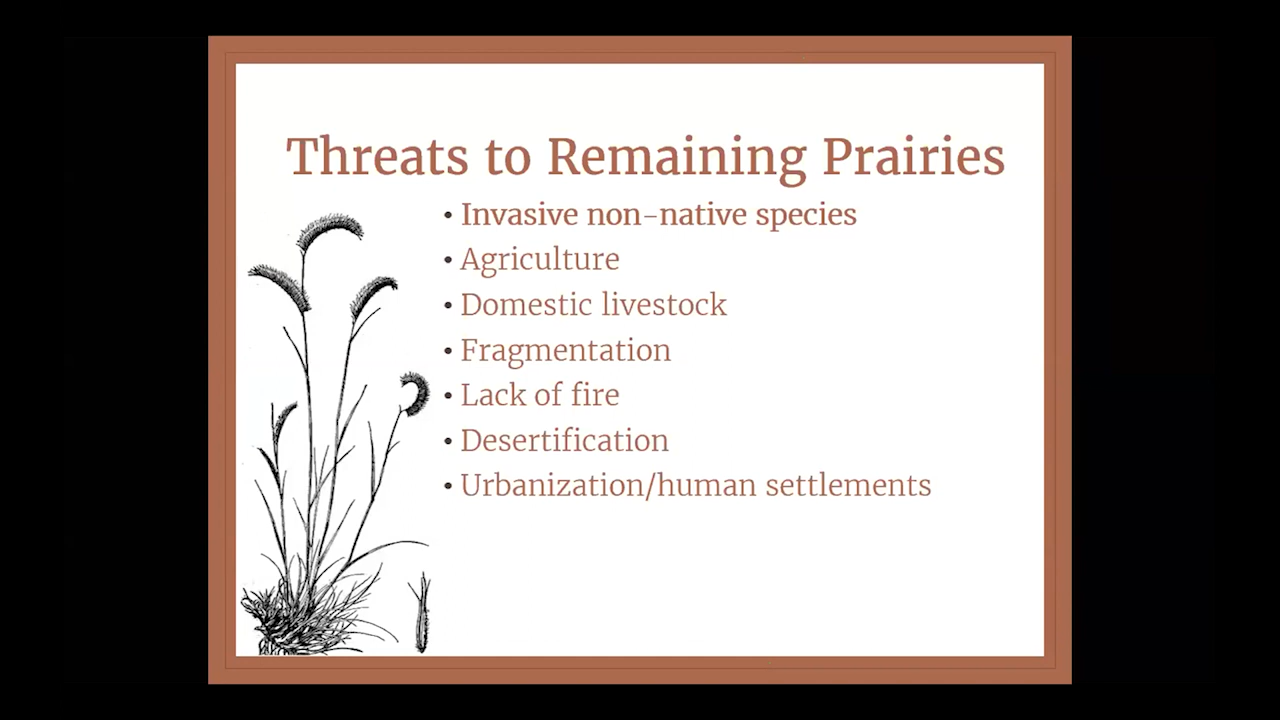 Threats to Remaining Prairies
• Invasive non-native species
• Agriculture
• Domestic livestock
• Fragmentation
• Lack of fire
• Desertification
• Urbanization/human settlements